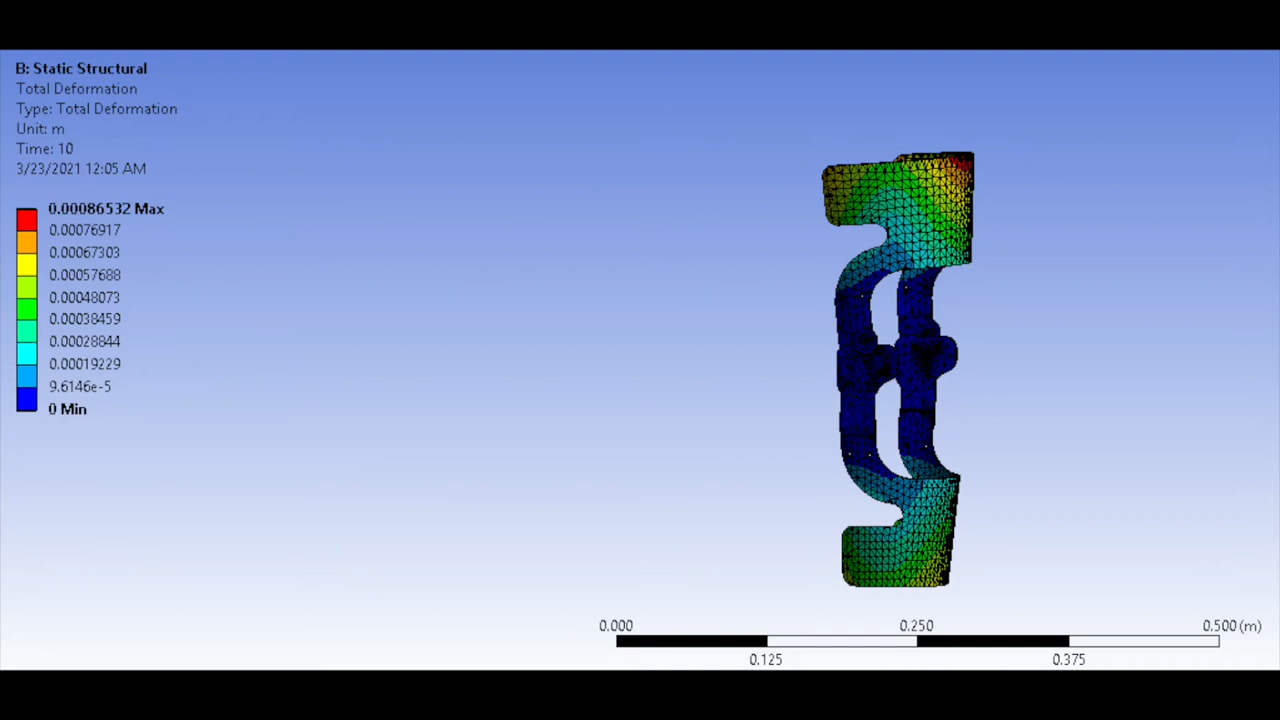 B: Static Structural
Total Deformation
Type: Total Deformation
Unit: m
Time: 10
3/23/2021 12:05 AM
0.00086532 Max
0.00076917
0.00067303
0.00057688
0.00048073
0.00038459
0.00028844
0.00019229
9.6146e-5
0 Min
0.000 0.250 0.500 (m)
0.125 0.375